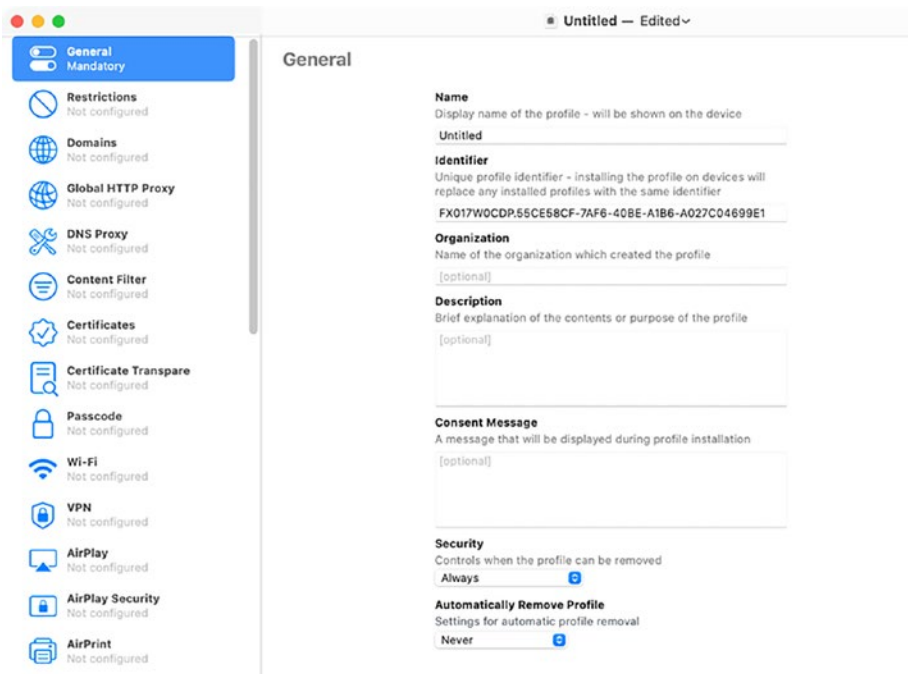 Untitled — Edited
General
Mandatory
Restrictions
Not configured
Domains
Not configured
Global HTTP Proxy
Not configured
DNS Proxy
Not configured
Content Filter
Not configured
Certificates
Not configured
Certificate Transpare
Not configured
Passcode
Not configured
Wi-Fi
Not configured
VPN
Not configured
AirPlay
Not configured
AirPlay Security
Not configured
AirPrint
Not configured
General
Name
Display name of the profile - will be shown on the device
Untitled
Identifier
Unique profile identifier - installing the profile on devices will
replace any installed profiles with the same identifier
FX017W0CDP.55CE58CF-7AF6-40BE-A1B6-A027C04699E1
Organization
Name of the organization which created the profile
[optional]
Description
Brief explanation of the contents or purpose of the profile
[optional]
Consent Message
A message that will be displayed during profile installation
[optional]
Security
Controls when the profile can be removed
Always
Automatically Remove Profile
Settings for automatic profile removal
Never